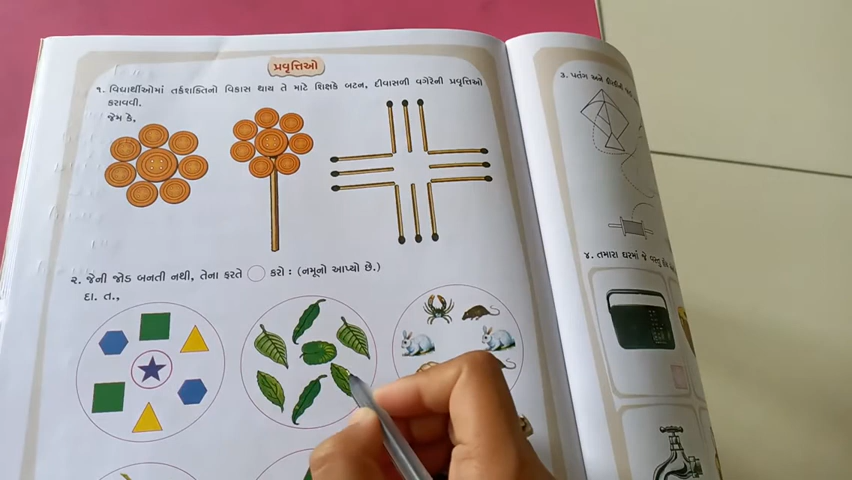 પ્રવૃત્તિઓ
૧. વિદ્યાર્થીઓમાં તર્કશક્તિનો વિકાસ થાય તે માટે શિક્ષકે બટન, દીવાસળી વગેરેની પ્રવૃત્તિઓ
કરાવવી.
જેમ કે,
૨. જેની જોડ બનતી નથી, તેના ફરતે કરો : (નમૂનો આપ્યો છે.)
દા. ત.,
૩. પતંગ અને
૪. તમારા ઘરમાં જે